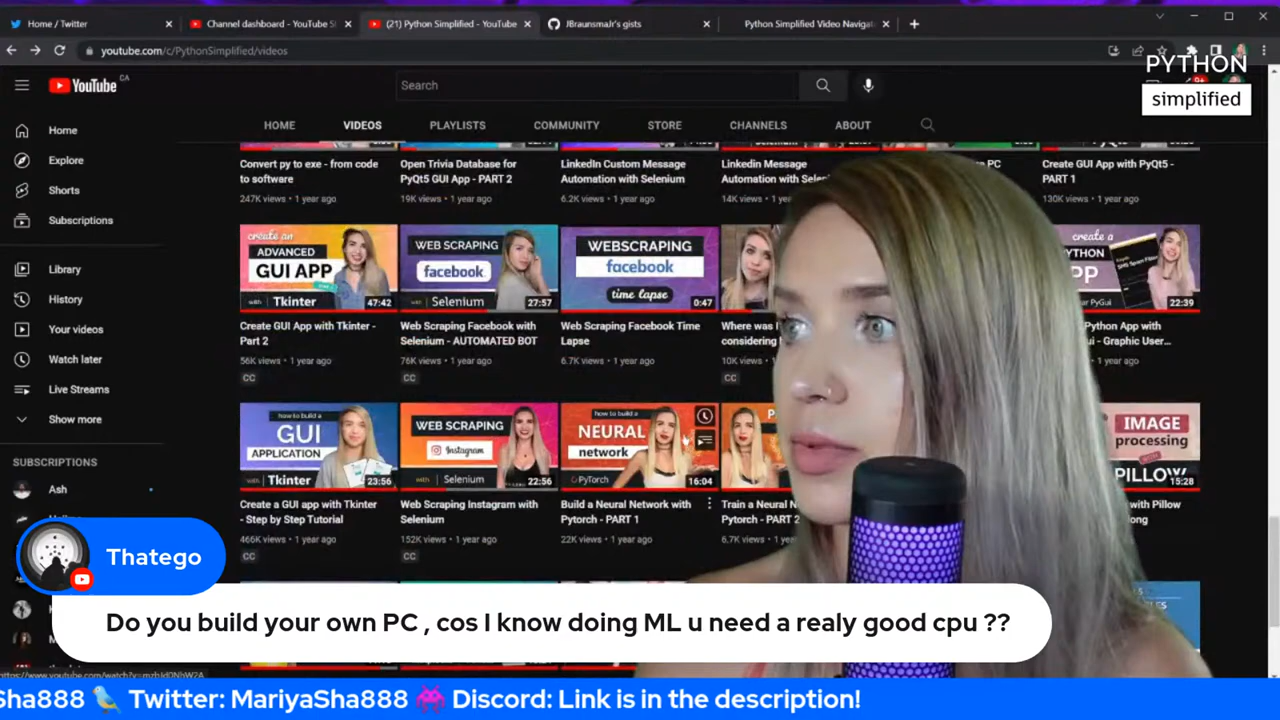 Home / Twitter
Channel dashboard - YouTube S
(21) Python Simplified - YouTube
JBraunsmaJr's gists
Python Simplified Video Navigat
youtube.com/c/PythonSimplified/videos
PYTHON
simplified
YouTube CA
Search
HOME VIDEOS PLAYLISTS COMMUNITY STORE CHANNELS ABOUT
Home
Explore
Shorts
Subscriptions
Library
History
Your videos
Watch later
Live Streams
Show more
SUBSCRIPTIONS
Ash
Convert py to exe - from code
to software
247K views • 1 year ago
Open Trivia Database for
PyQt5 GUI App - PART 2
19K views • 1 year ago
LinkedIn Custom Message
Automation with Selenium
6.2K views • 1 year ago
Linkedin Message
Automation with Sele
14K views • 1 year
PC
Create GUI App with PyQt5 -
PART 1
130K views • 1 year ago
create an
ADVANCED
GUI APP
with Tkinter
47:42
Create GUI App with Tkinter -
Part 2
56K views • 1 year ago
CC
WEB SCRAPING
facebook
with Selenium
27:57
Web Scraping Facebook with
Selenium - AUTOMATED BOT
76K views • 1 year ago
CC
WEBSCRAPING
facebook
time lapse
0:47
Web Scraping Facebook Time
Lapse
6.7K views • 1 year ago
Where was I
considering
10K views
CC
create a
PYTHON
22:39
Python App with
Graphic User...
1 year ago
how to build a
GUI
APPLICATION
with Tkinter
23:56
Create a GUI app with Tkinter
- Step by Step Tutorial
466K views • 1 year ago
CC
WEB SCRAPING
Instagram
with Selenium
22:56
Web Scraping Instagram with
Selenium
152K views • 1 year ago
CC
how to build a
NEURAL
network
PyTorch
16:04
Build a Neural Network with
Pytorch - PART 1
22K views • 1 year ago
Train a Neural N
Pytorch - PART 2
IMAGE
processing
PILLOW
15:28
with Pillow
Thatego
Do you build your own PC , cos I know doing ML u need a realy good cpu ??
Sha888 Twitter: MariyaSha888 Discord: Link is in the description!